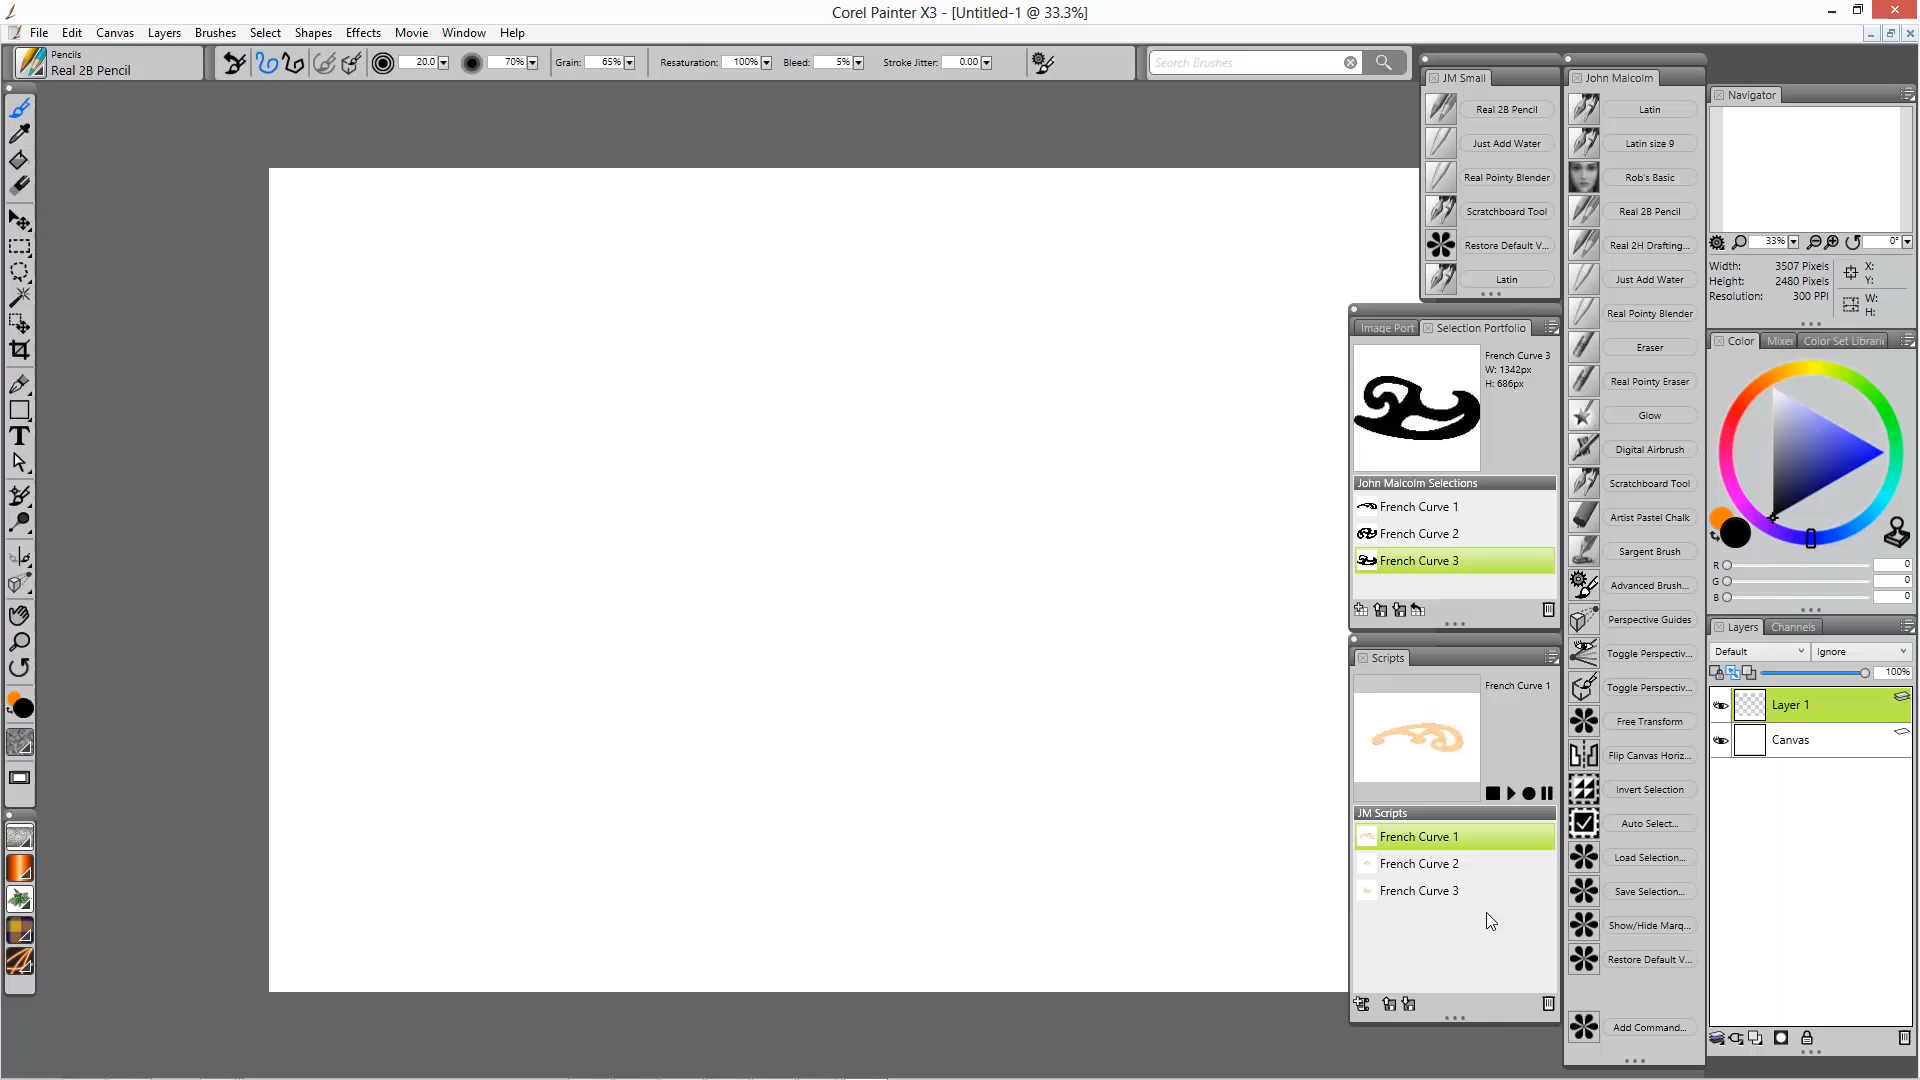 Corel Painter X3 - [Untitled-1 @ 33.3%]
File Edit Canvas Layers Brushes Select Shapes Effects Movie Window Help
Pencils
Real 2B Pencil
20.0 70% Grain: 65% Resaturation: 100% Bleed: 5% Stroke Jitter: 0.00
Search Brushes
JM Small
Real 2B Pencil
Just Add Water
Real Pointy Blender
Scratchboard Tool
Restore Default V...
Latin
Image Port Selection Portfolio
French Curve 3
W: 1342px
H: 686px
John Malcolm Selections
French Curve 1
French Curve 2
French Curve 3
Scripts
French Curve 1
JM Scripts
French Curve 1
French Curve 2
French Curve 3
John Malcolm
Latin
Latin size 9
Rob's Basic
Real 2B Pencil
Real 2H Drafting...
Just Add Water
Real Pointy Blender
Eraser
Real Pointy Eraser
Glow
Digital Airbrush
Scratchboard Tool
Artist Pastel Chalk
Sargent Brush
Advanced Brush...
Perspective Guides
Toggle Perspectiv...
Toggle Perspectiv...
Free Transform
Flip Canvas Horiz...
Invert Selection
Auto Select...
Load Selection...
Save Selection...
Show/Hide Marq...
Restore Default V...
Add Command...
Navigator
33% 0°
Width: 3507 Pixels
Height: 2480 Pixels
Resolution: 300 PPI
X:
Y:
W:
H:
Color Mixer Color Set Librari
R 0
G 0
B 0
Layers Channels
Default Ignore
100%
Layer 1
Canvas
T